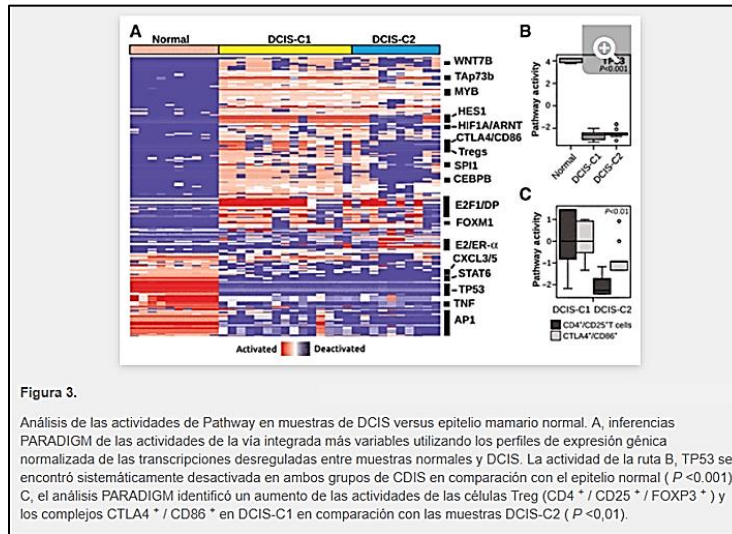 A
Normal DCIS-C1 DCIS-C2
WNT7B
TAp73b
MYB
HES1
HIF1A/ARNT
CTLA4/CD86
Tregs
SPI1
CEBPB
E2F1/DP
FOXM1
E2/ER-α
CXCL3/5
STAT6
TP53
TNF
AP1
Activated Deactivated
B
TP53
P<0.001
Pathway activity
4
2
0
−2
Normal
DCIS-C1
DCIS-C2
C
P<0.01
Pathway activity
1
0
−1
−2
DCIS-C1 DCIS-C2
CD4⁺/CD25⁺T cells
CTLA4⁺/CD86⁺
Figura 3.
Análisis de las actividades de Pathway en muestras de DCIS versus epitelio mamario normal. A, inferencias
PARADIGM de las actividades de la vía integrada más variables utilizando los perfiles de expresión génica
normalizada de las transcripciones desreguladas entre muestras normales y DCIS. La actividad de la ruta B, TP53 se
encontró sistemáticamente desactivada en ambos grupos de CDIS en comparación con el epitelio normal ( P <0.001)
C, el análisis PARADIGM identificó un aumento de las actividades de las células Treg (CD4 ⁺ / CD25 ⁺ / FOXP3 ⁺ ) y
los complejos CTLA4 ⁺ / CD86 ⁺ en DCIS-C1 en comparación con las muestras DCIS-C2 ( P <0,01).